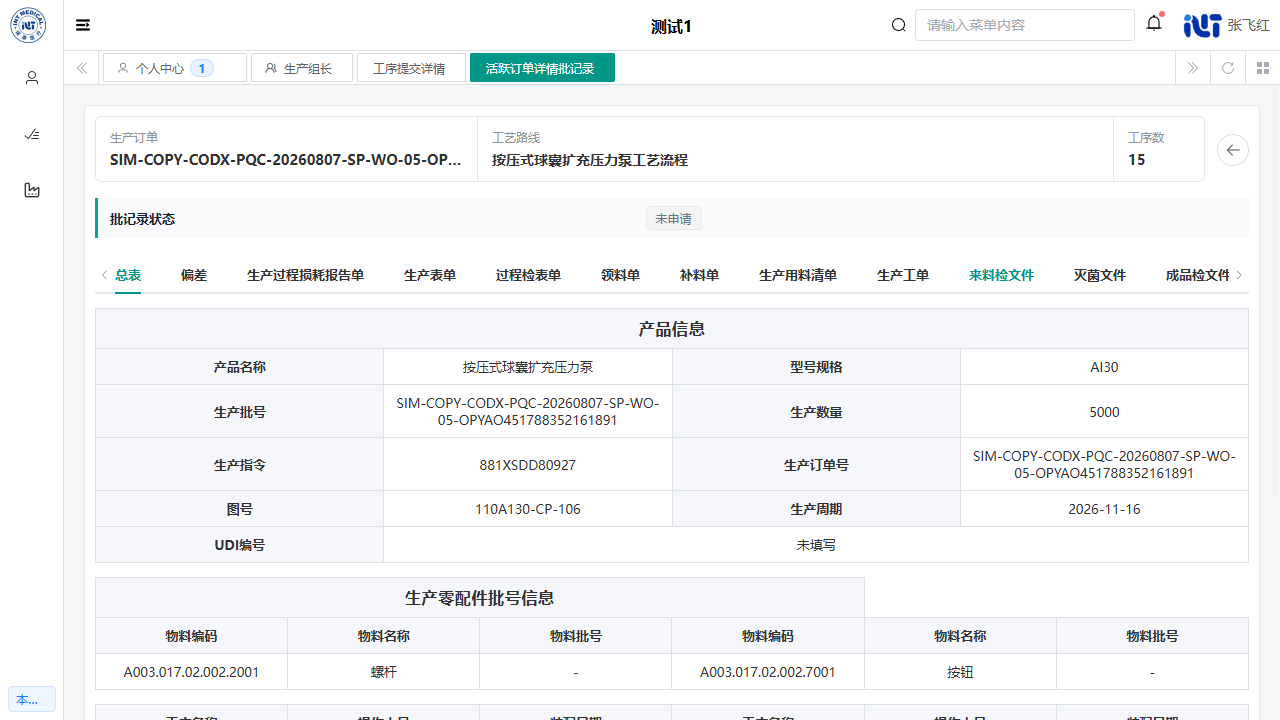 测试1
请输入菜单内容
张飞红
个人中心 1
生产组长
工序提交详情
活跃订单详情批记录
生产订单
SIM-COPY-CODX-PQC-20260807-SP-WO-05-OP...
工艺路线
按压式球囊扩充压力泵工艺流程
工序数
15
批记录状态
未申请
总表
偏差
生产过程损耗报告单
生产表单
过程检表单
领料单
补料单
生产用料清单
生产工单
来料检文件
灭菌文件
成品检文件
产品信息
产品名称
按压式球囊扩充压力泵
型号规格
AI30
生产批号
SIM-COPY-CODX-PQC-20260807-SP-WO-
05-OPYAO451788352161891
生产数量
5000
生产指令
881XSDD80927
生产订单号
SIM-COPY-CODX-PQC-20260807-SP-WO-
05-OPYAO451788352161891
图号
110A130-CP-106
生产周期
2026-11-16
UDI编号
未填写
生产零配件批号信息
物料编码
物料名称
物料批号
物料编码
物料名称
物料批号
A003.017.02.002.2001
螺杆
-
A003.017.02.002.7001
按钮
-
本...